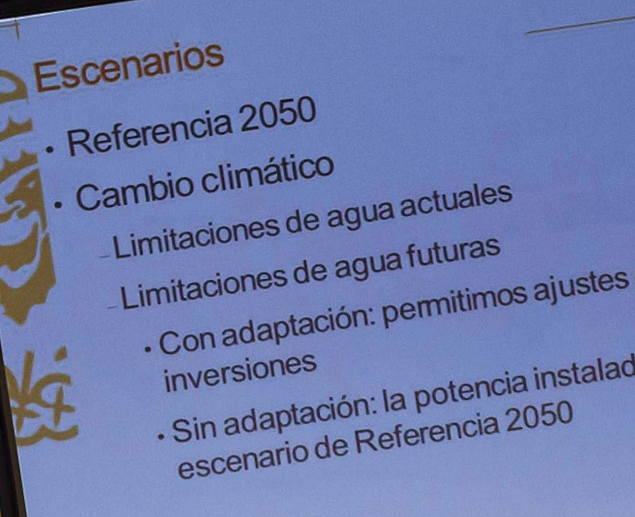 Escenarios
• Referencia 2050
• Cambio climático
– Limitaciones de agua actuales
– Limitaciones de agua futuras
• Con adaptación: permitimos ajustes
inversiones
• Sin adaptación: la potencia
escenario de Referencia 2050